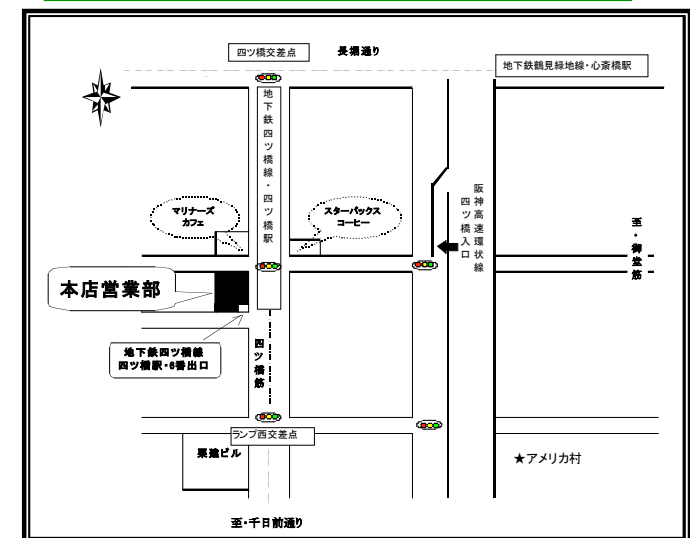 四ツ橋交差点
長堀通り
地下鉄鶴見緑地線・心斎橋駅
地下鉄四ツ橋線・四ツ橋駅
マリナーズ
カフェ
スターバックス
コーヒー
阪神高速環状線
四ツ橋入口
至・御堂筋
本店営業部
地下鉄四ツ橋線
四ツ橋駅・6番出口
四ツ橋筋
ランプ西交差点
栗建ビル
★アメリカ村
至・千日前通り